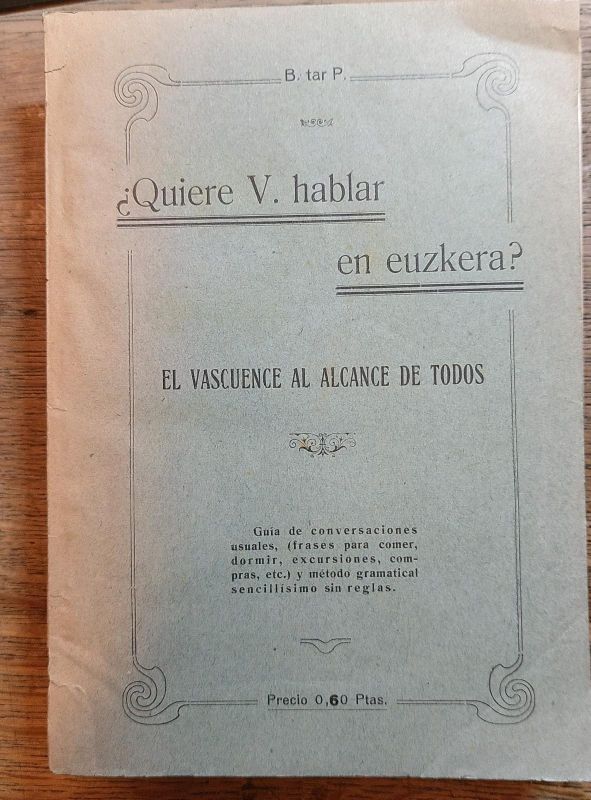 B. tar P.
¿Quiere V. hablar
en euzkera?
EL VASCUENCE AL ALCANCE DE TODOS
Guía de conversaciones
usuales, (frases para comer,
dormir, excursiones, com-
pras, etc.) y método gramatical
sencillísimo sin reglas.
Precio 0,60 Ptas.